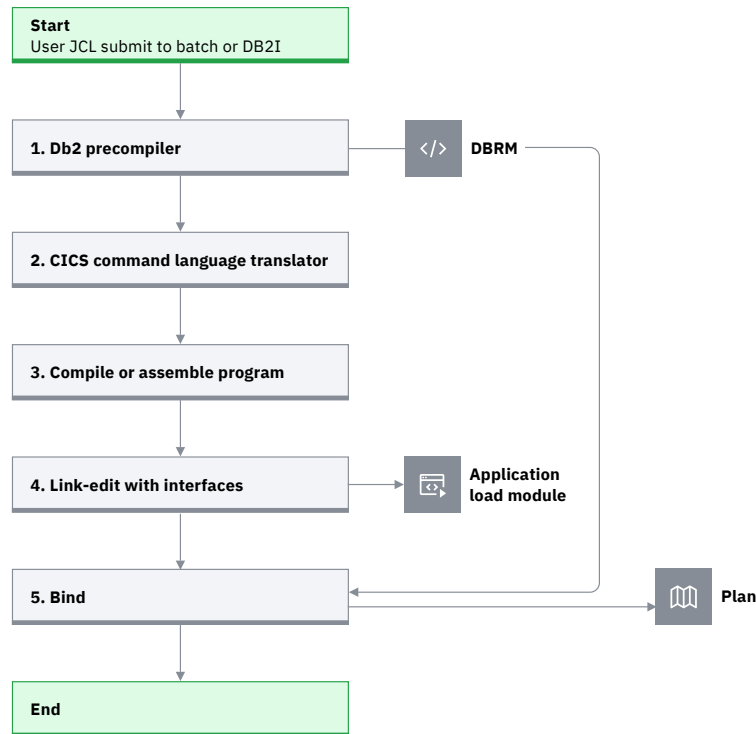 Start
User JCL submit to batch or DB2I
1. Db2 precompiler
</>
DBRM
2. CICS command language translator
3. Compile or assemble program
4. Link-edit with interfaces
Application
load module
5. Bind
Plan
End